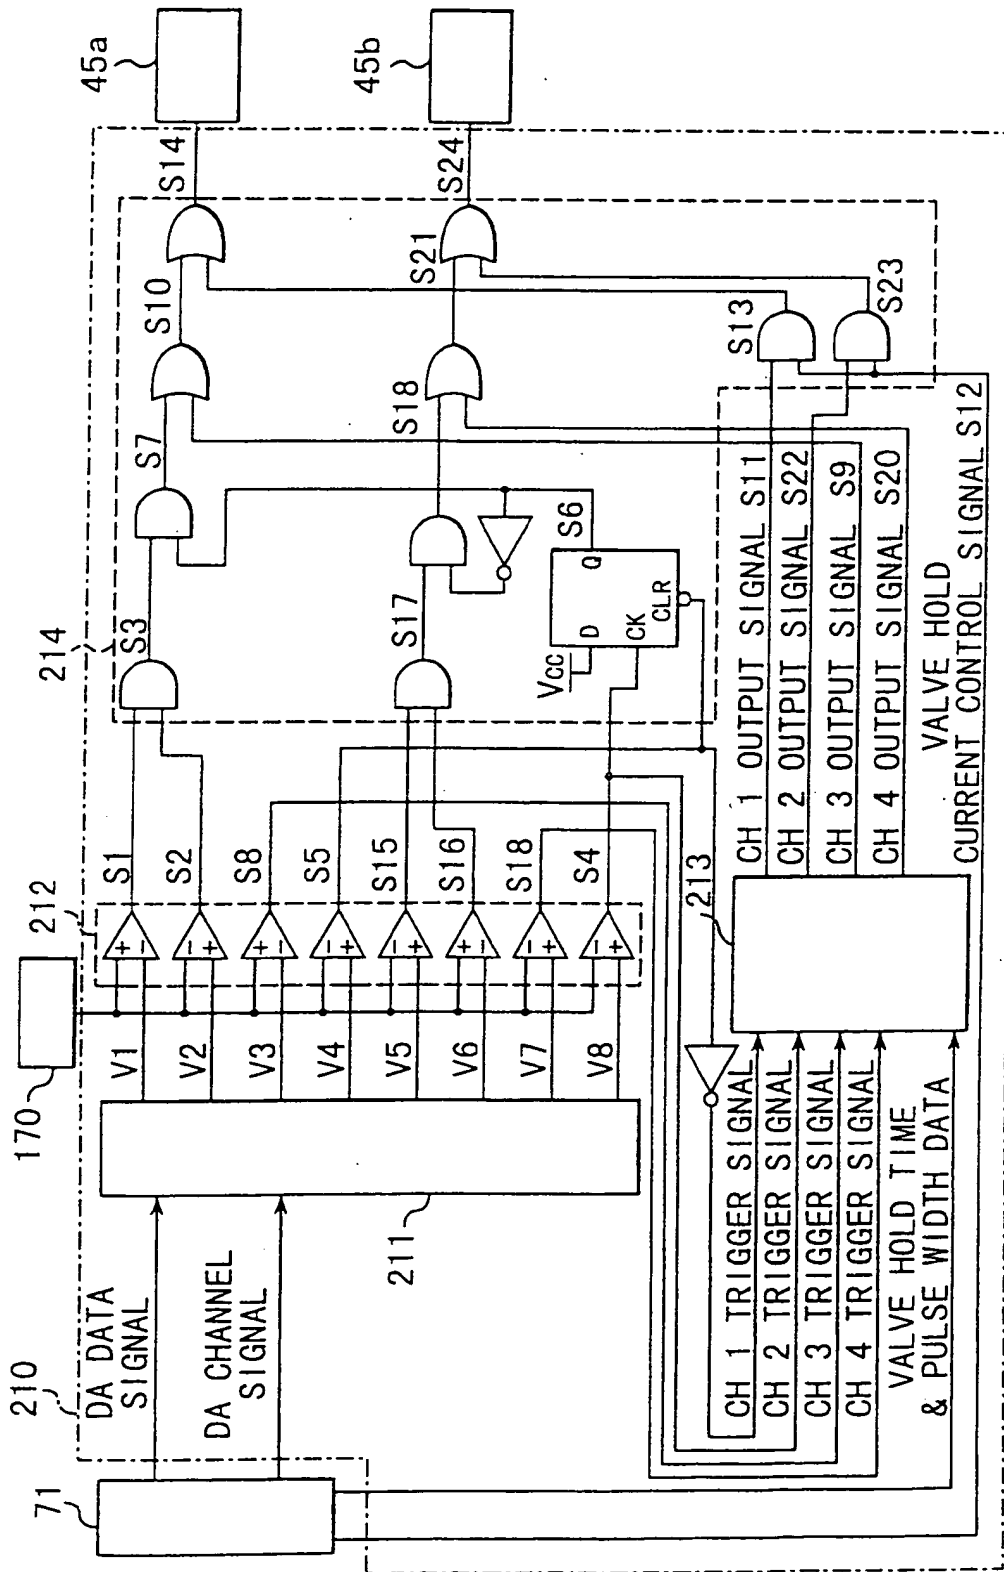 210
71
DA DATA
SIGNAL
DA CHANNEL
SIGNAL
211
170
V1
V2
V3
V4
V5
V6
V7
V8
212
+
−
−
+
+
−
−
+
−
+
+
−
−
+
−
+
S1
S2
S8
S5
S15
S16
S18
S4
214
S3
S17
S7
S18
S10
S21
S14
S24
45a
45b
Vcc
D
Q
CK
CLR
S6
S13
S23
213
CH 1 TRIGGER SIGNAL
CH 2 TRIGGER SIGNAL
CH 3 TRIGGER SIGNAL
CH 4 TRIGGER SIGNAL
VALVE HOLD TIME
& PULSE WIDTH DATA
CH 1 OUTPUT SIGNAL S11
CH 2 OUTPUT SIGNAL S22
CH 3 OUTPUT SIGNAL S9
CH 4 OUTPUT SIGNAL S20
VALVE HOLD
CURRENT CONTROL SIGNAL S12